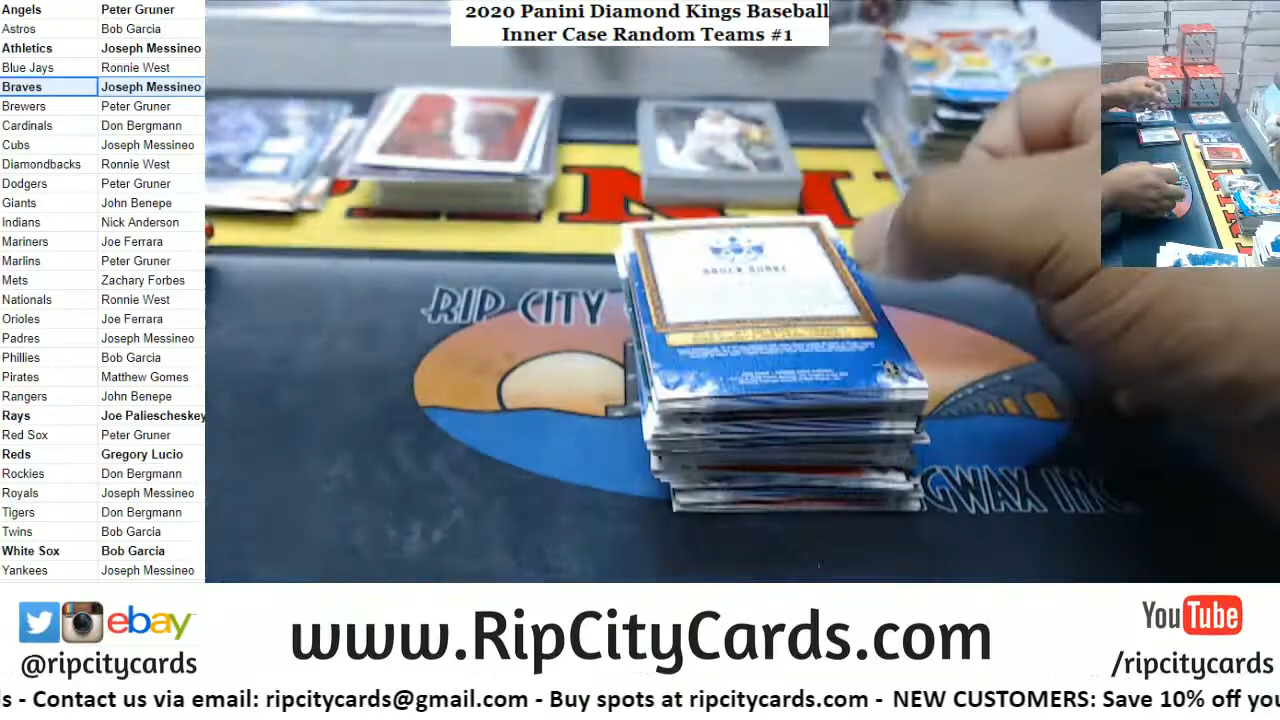 2020 Panini Diamond Kings Baseball
Inner Case Random Teams #1
Angels Peter Gruner
Astros Bob Garcia
Athletics Joseph Messineo
Blue Jays Ronnie West
Braves Joseph Messineo
Brewers Peter Gruner
Cardinals Don Bergmann
Cubs Joseph Messineo
Diamondbacks Ronnie West
Dodgers Peter Gruner
Giants John Benepe
Indians Nick Anderson
Mariners Joe Ferrara
Marlins Peter Gruner
Mets Zachary Forbes
Nationals Ronnie West
Orioles Joe Ferrara
Padres Joseph Messineo
Phillies Bob Garcia
Pirates Matthew Gomes
Rangers John Benepe
Rays Joe Paliescheskey
Red Sox Peter Gruner
Reds Gregory Lucio
Rockies Don Bergmann
Royals Joseph Messineo
Tigers Don Bergmann
Twins Bob Garcia
White Sox Bob Garcia
Yankees Joseph Messineo
RIP CITY
ebay
@ripcitycards
www.RipCityCards.com
YouTube
/ripcitycards
s - Contact us via email: ripcitycards@gmail.com - Buy spots at ripcitycards.com - NEW CUSTOMERS: Save 10% off you